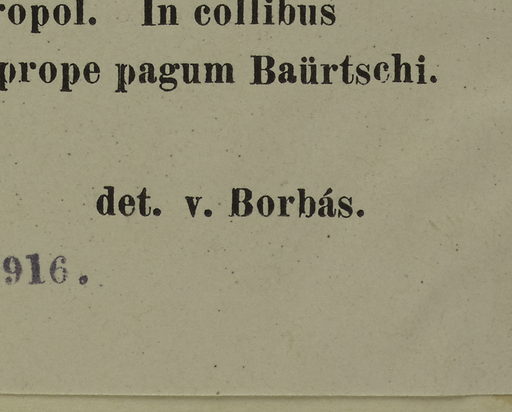 ropol. In collibus
prope pagum Baürtschi.
det. v. Borbás.
916.